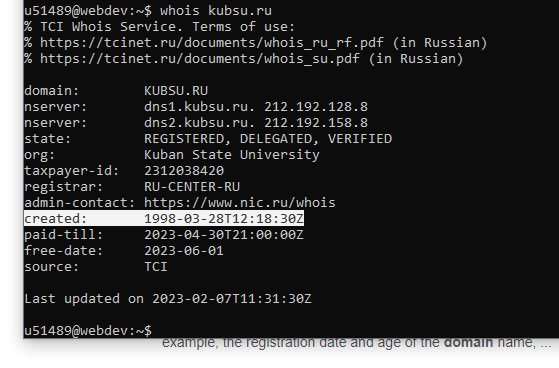 u51489@webdev:~$ whois kubsu.ru
% TCI Whois Service. Terms of use:
% https://tcinet.ru/documents/whois_ru_rf.pdf (in Russian)
% https://tcinet.ru/documents/whois_su.pdf (in Russian)
domain: KUBSU.RU
nserver: dns1.kubsu.ru. 212.192.128.8
nserver: dns2.kubsu.ru. 212.192.158.8
state: REGISTERED, DELEGATED, VERIFIED
org: Kuban State University
taxpayer-id: 2312038420
registrar: RU-CENTER-RU
admin-contact: https://www.nic.ru/whois
created: 1998-03-28T12:18:30Z
paid-till: 2023-04-30T21:00:00Z
free-date: 2023-06-01
source: TCI
Last updated on 2023-02-07T11:31:30Z
u51489@webdev:~$
example, the registration date and age of the domain name, ...